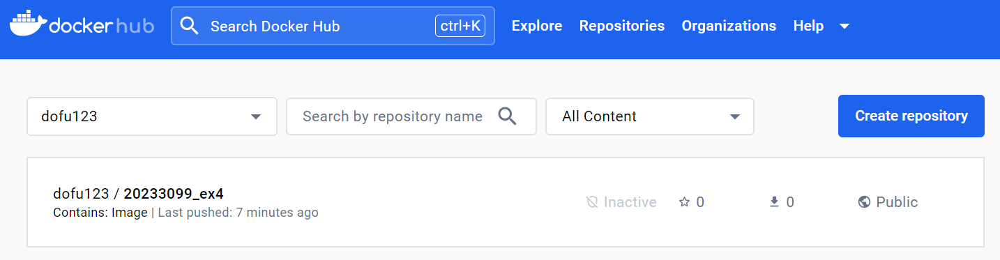 docker hub
Search Docker Hub ctrl+K
Explore Repositories Organizations Help
dofu123
Search by repository name
All Content
Create repository
dofu123 / 20233099_ex4
Contains: Image | Last pushed: 7 minutes ago
Inactive 0 0 Public